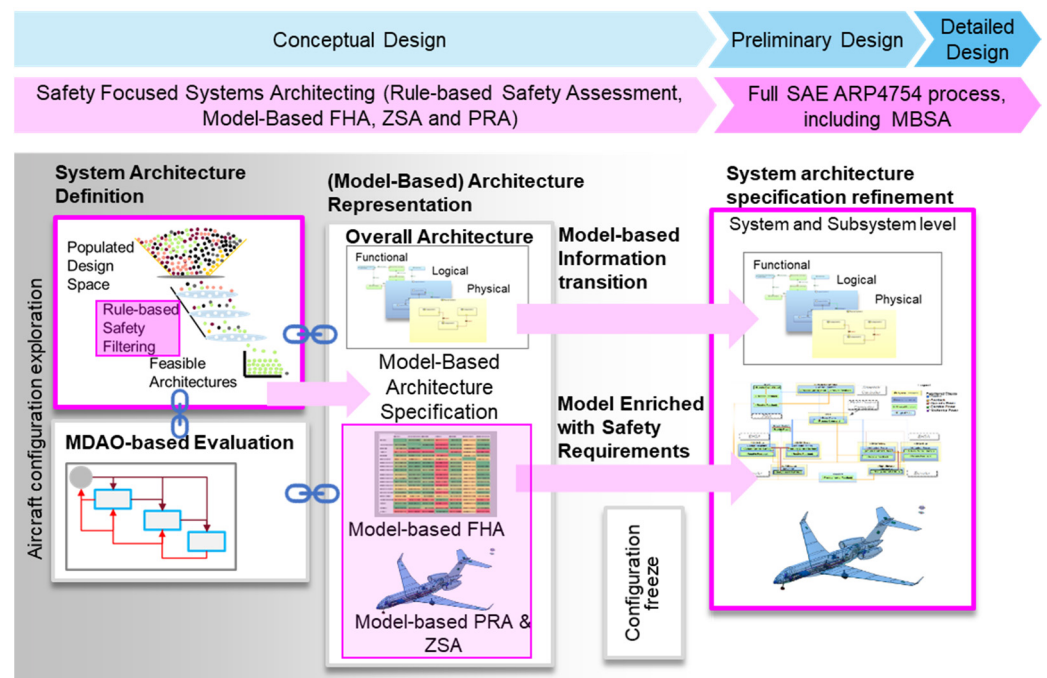 Conceptual Design
Preliminary Design
Detailed
Design
Safety Focused Systems Architecting (Rule-based Safety Assessment,
Model-Based FHA, ZSA and PRA)
Full SAE ARP4754 process,
including MBSA
Aircraft configuration exploration
System Architecture
Definition
Populated
Design
Space
Rule-based
Safety
Filtering
Feasible
Architectures
MDAO-based Evaluation
(Model-Based) Architecture
Representation
Overall Architecture
Functional
Logical
Physical
Model-Based
Architecture
Specification
Model-based FHA
Model-based PRA &
ZSA
Model-based
Information
transition
Model Enriched
with Safety
Requirements
Configuration
freeze
System architecture
specification refinement
System and Subsystem level
Functional
Logical
Physical